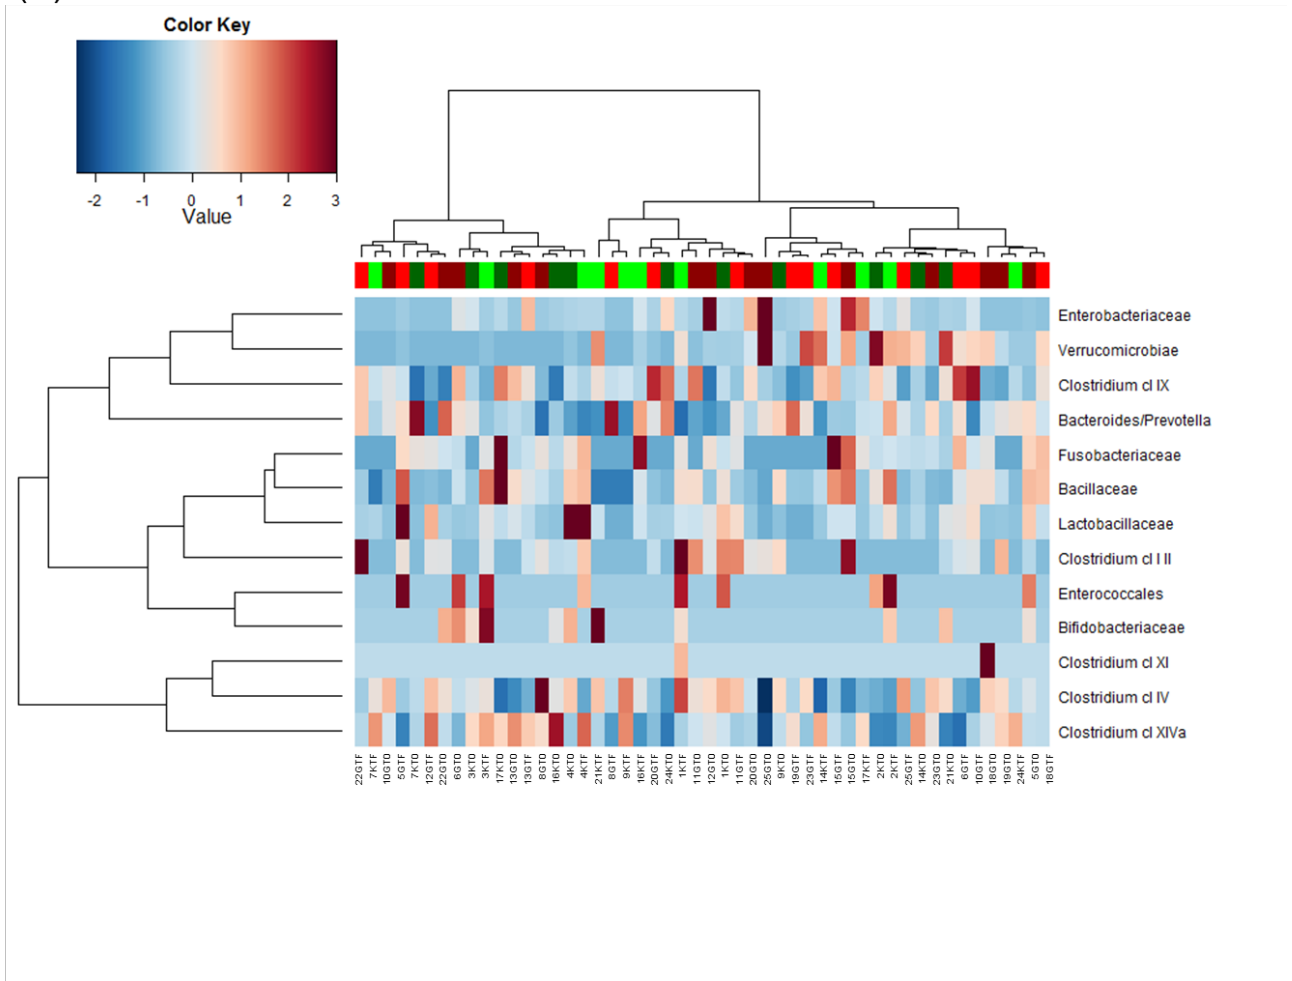 Color Key
-2 -1 0 1 2 3
Value
Enterobacteriaceae
Verrucomicrobiae
Clostridium cl IX
Bacteroides/Prevotella
Fusobacteriaceae
Bacillaceae
Lactobacillaceae
Clostridium cl I II
Enterococcales
Bifidobacteriaceae
Clostridium cl XI
Clostridium cl IV
Clostridium cl XIVa
22GTF 7KTF 10GT0 5GTF 7KT0 12GTF 22GT0 6GT0 3KT0 3KTF 17KT0 13GT0 13GTF 8GT0 16KT0 4KT0 4KTF 21KTF 8GTF 9KTF 16KTF 20GTF 24KT0 1KTF 11GT0 12GT0 1KT0 11GTF 20GT0 25GT0 9KT0 19GTF 23GTF 14KTF 15GTF 15GT0 17KTF 2KT0 2KTF 25GTF 14KT0 23GT0 21KT0 6GTF 10GTF 18GT0 19GT0 24KTF 5GT0 18GTF